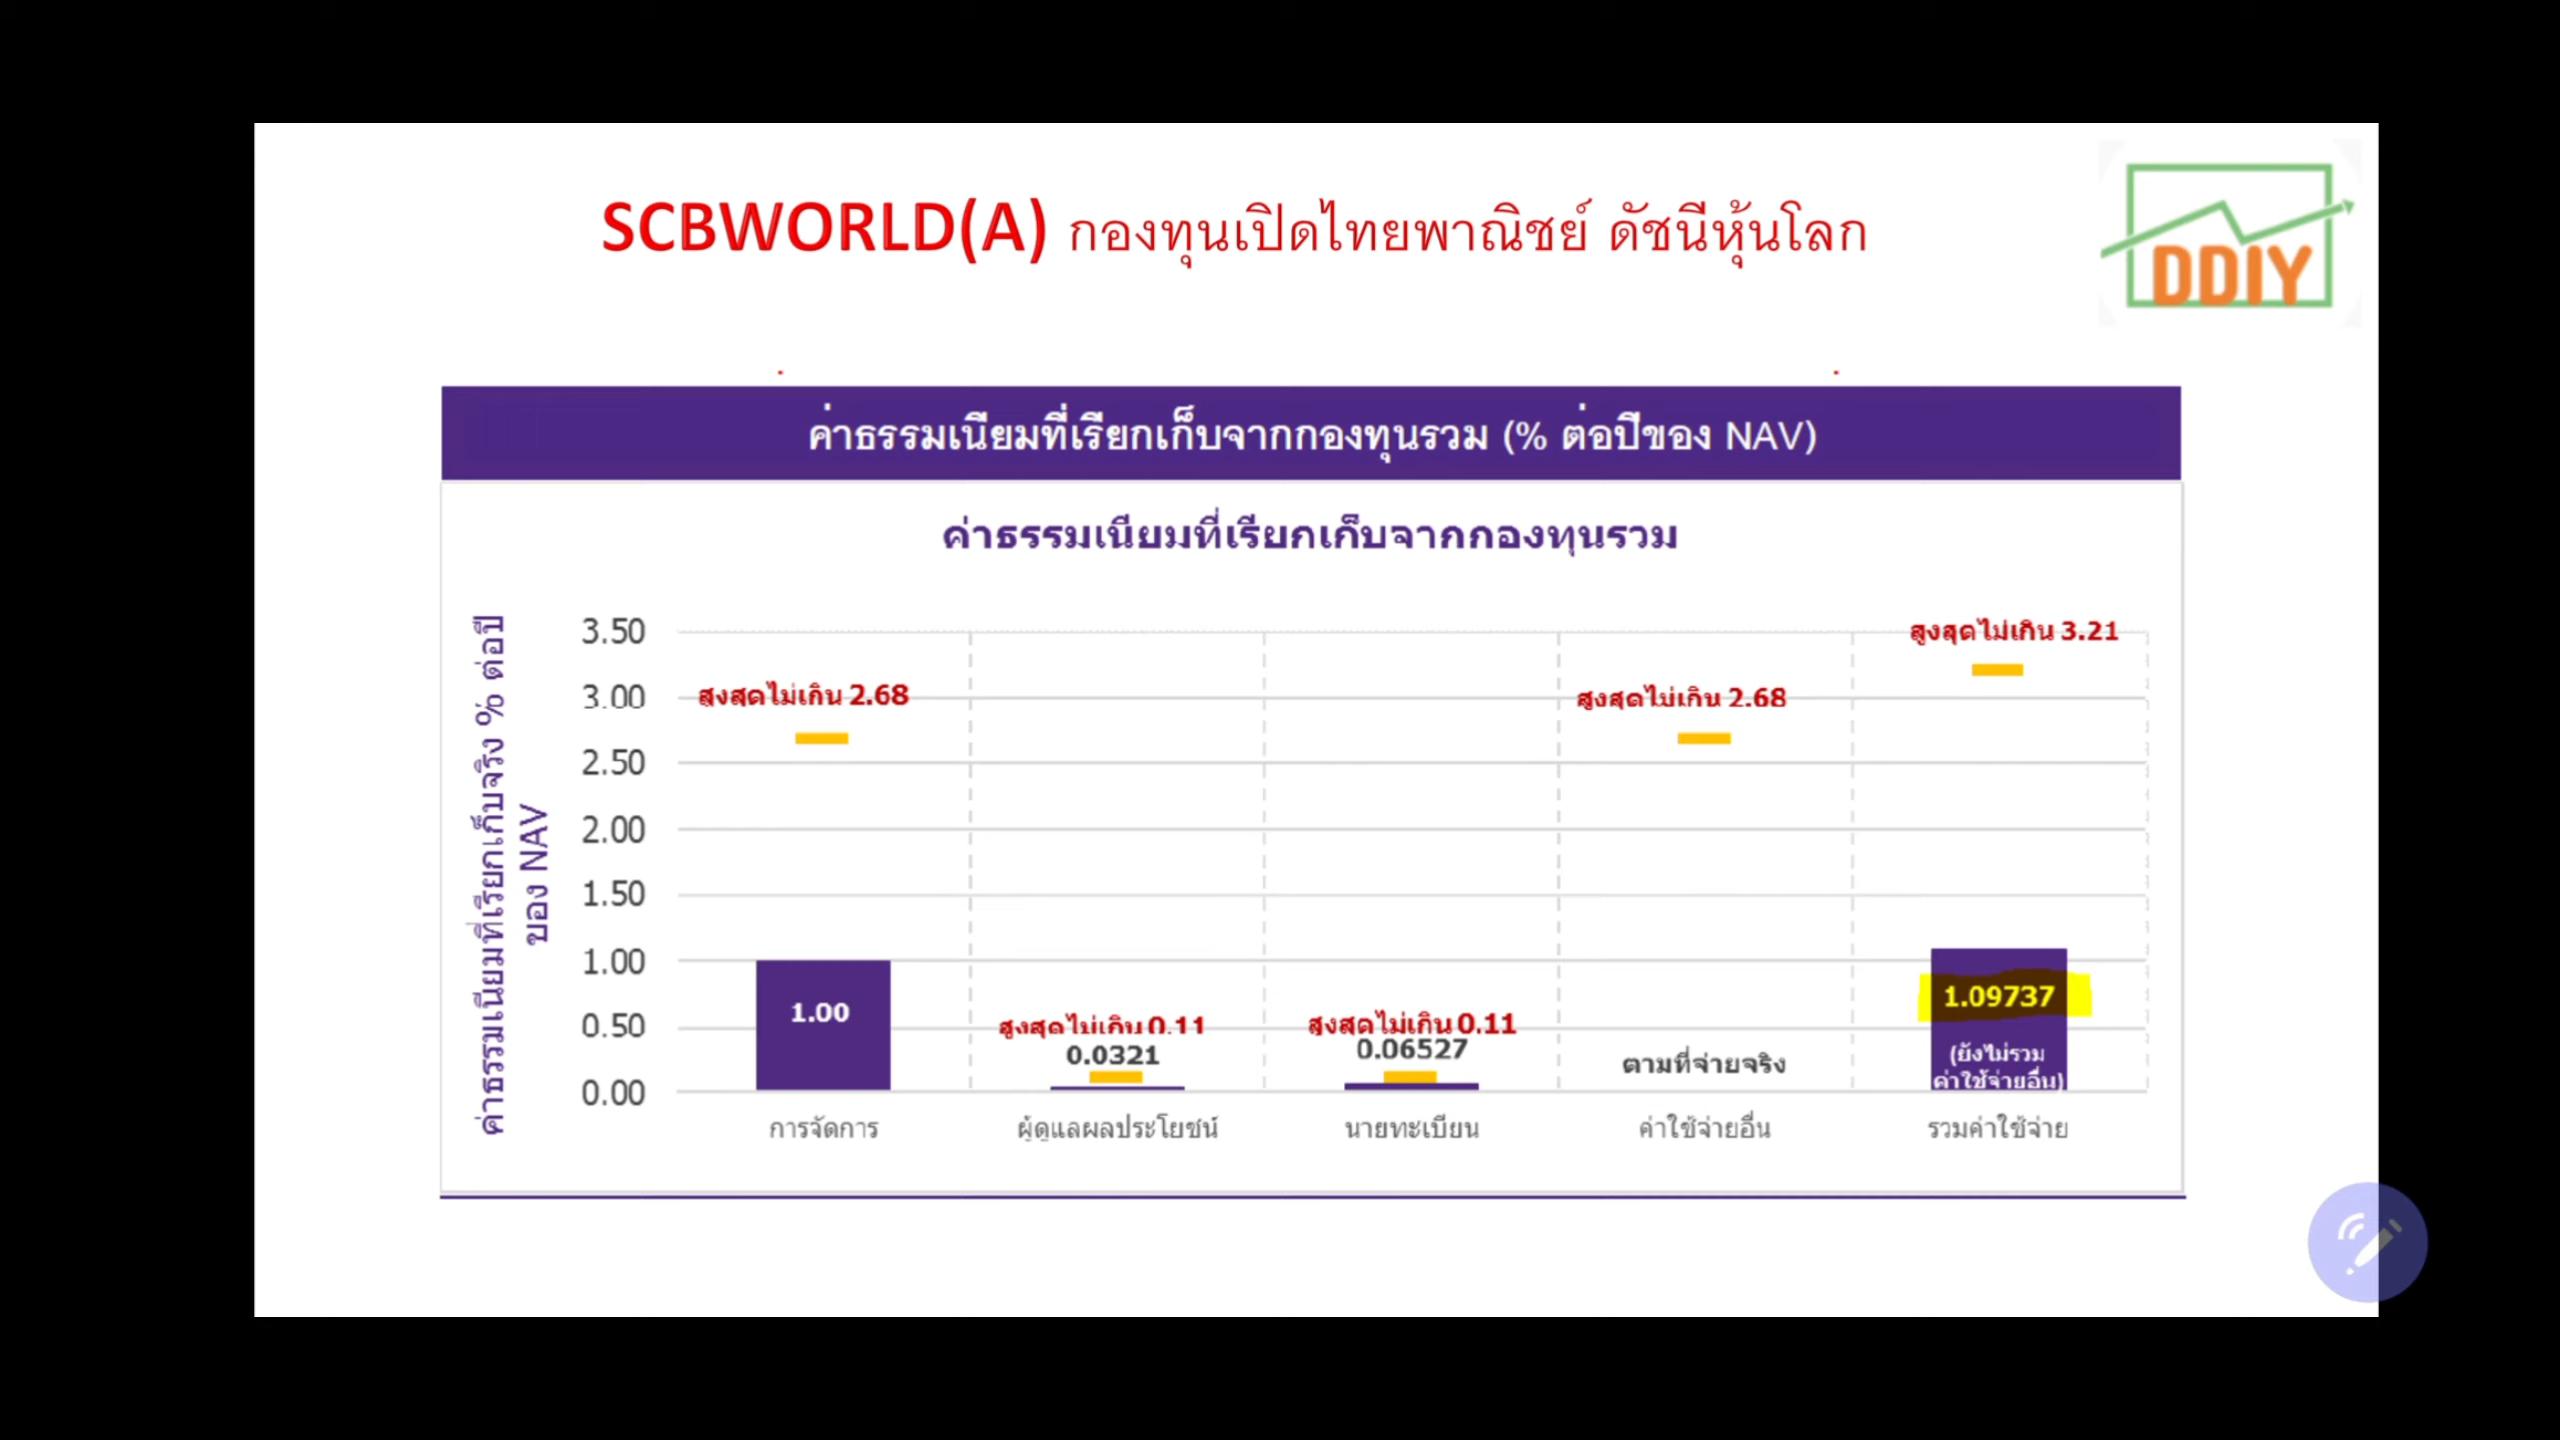 SCBWORLD(A) กองทุนเปิดไทยพาณิชย์ ดัชนีหุ้นโลก
DDIY
ค่าธรรมเนียมที่เรียกเก็บจากกองทุนรวม (% ต่อปีของ NAV)
ค่าธรรมเนียมที่เรียกเก็บจากกองทุนรวม
ค่าธรรมเนียมที่เรียกเก็บจริง % ต่อปี
ของ NAV
3.50
3.00
2.50
2.00
1.50
1.00
0.50
0.00
สูงสุดไม่เกิน 2.68
1.00
สูงสุดไม่เกิน 0.11
0.0321
สูงสุดไม่เกิน 0.11
0.06527
สูงสุดไม่เกิน 2.68
ตามที่จ่ายจริง
สูงสุดไม่เกิน 3.21
1.09737
(ยังไม่รวม
ค่าใช้จ่ายอื่น)
การจัดการ
ผู้ดูแลผลประโยชน์
นายทะเบียน
ค่าใช้จ่ายอื่น
รวมค่าใช้จ่าย